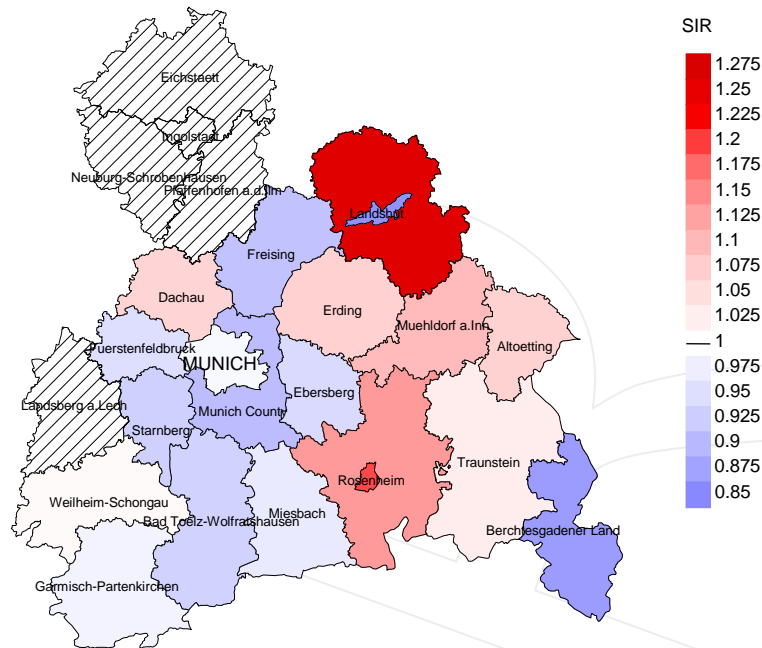 SIR
1.275
1.25
1.225
1.2
1.175
1.15
1.125
1.1
1.075
1.05
1.025
1
0.975
0.95
0.925
0.9
0.875
0.85
Eichstaett
Ingolstadt
Neuburg-Schrobenhausen
Pfaffenhofen a.d.Ilm
Landshut
Freising
Dachau
Erding
Muehldorf a.Inn
Altoetting
Fuerstenfeldbruck
MUNICH
Ebersberg
Landsberg a.Lech
Munich County
Starnberg
Traunstein
Rosenheim
Weilheim-Schongau
Miesbach
Bad Toelz-Wolfratshausen
Berchtesgadener Land
Garmisch-Partenkirchen